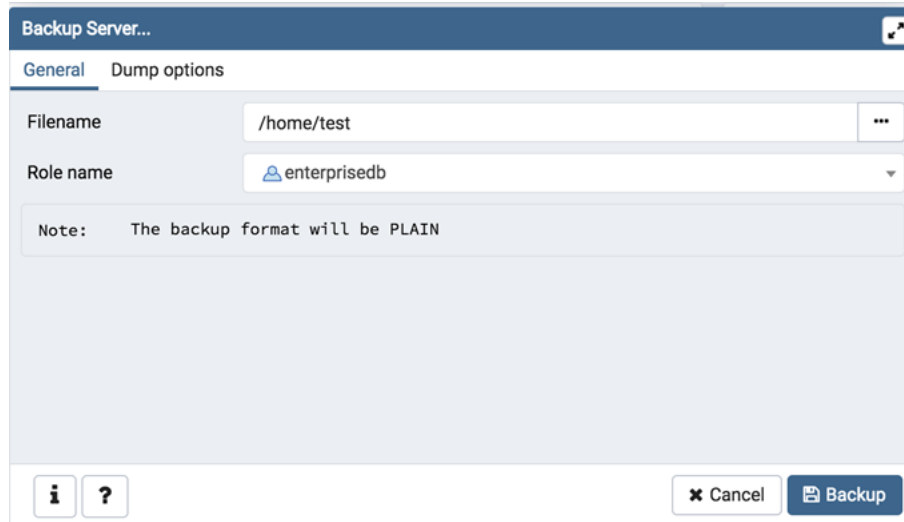 Backup Server...
General Dump options
Filename /home/test ...
Role name enterprisedb
Note: The backup format will be PLAIN
i ? Cancel Backup